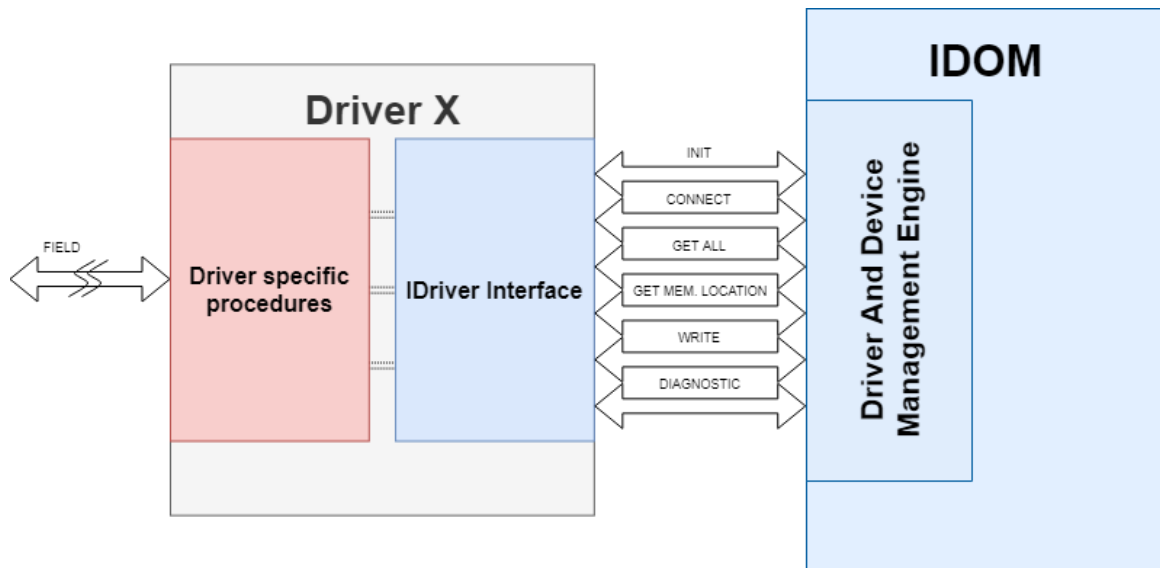 IDOM
Driver X
INIT
CONNECT
FIELD
GET ALL
Driver specific
procedures
IDriver Interface
GET MEM. LOCATION
WRITE
DIAGNOSTIC
Driver And Device
Management Engine